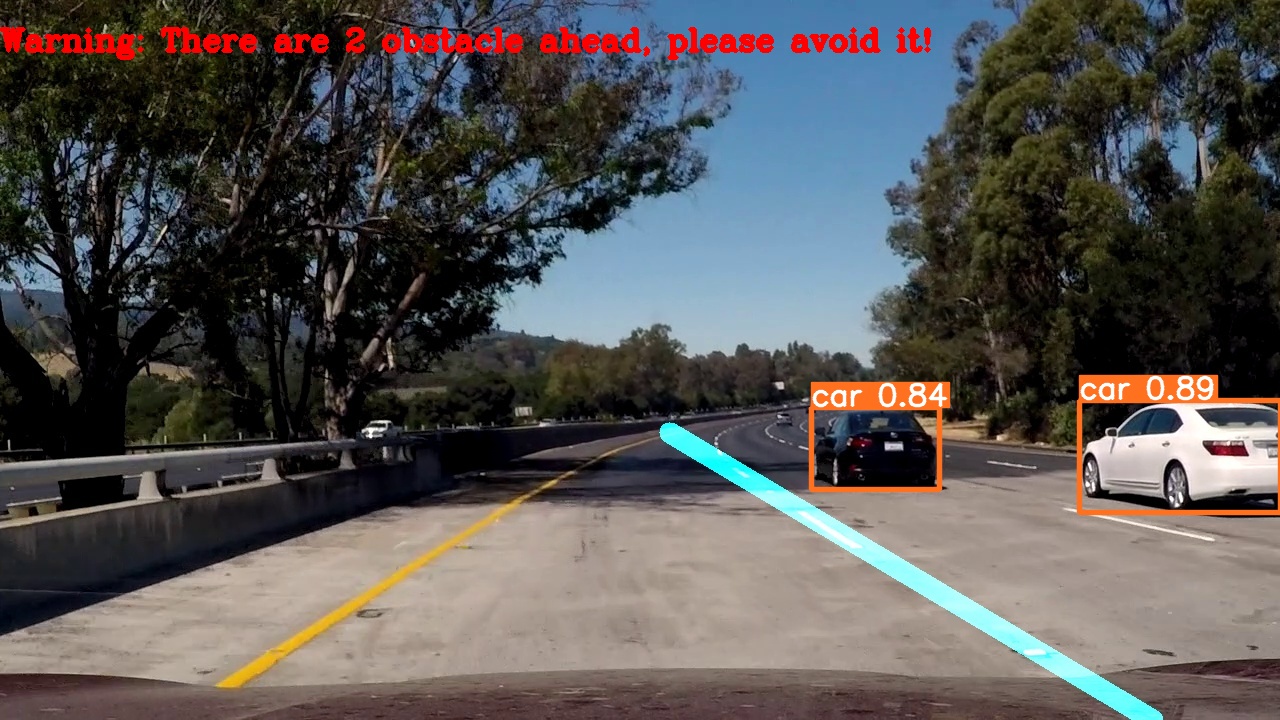 Warning: There are 2 obstacle ahead, please avoid it!
car 0.84
car 0.89